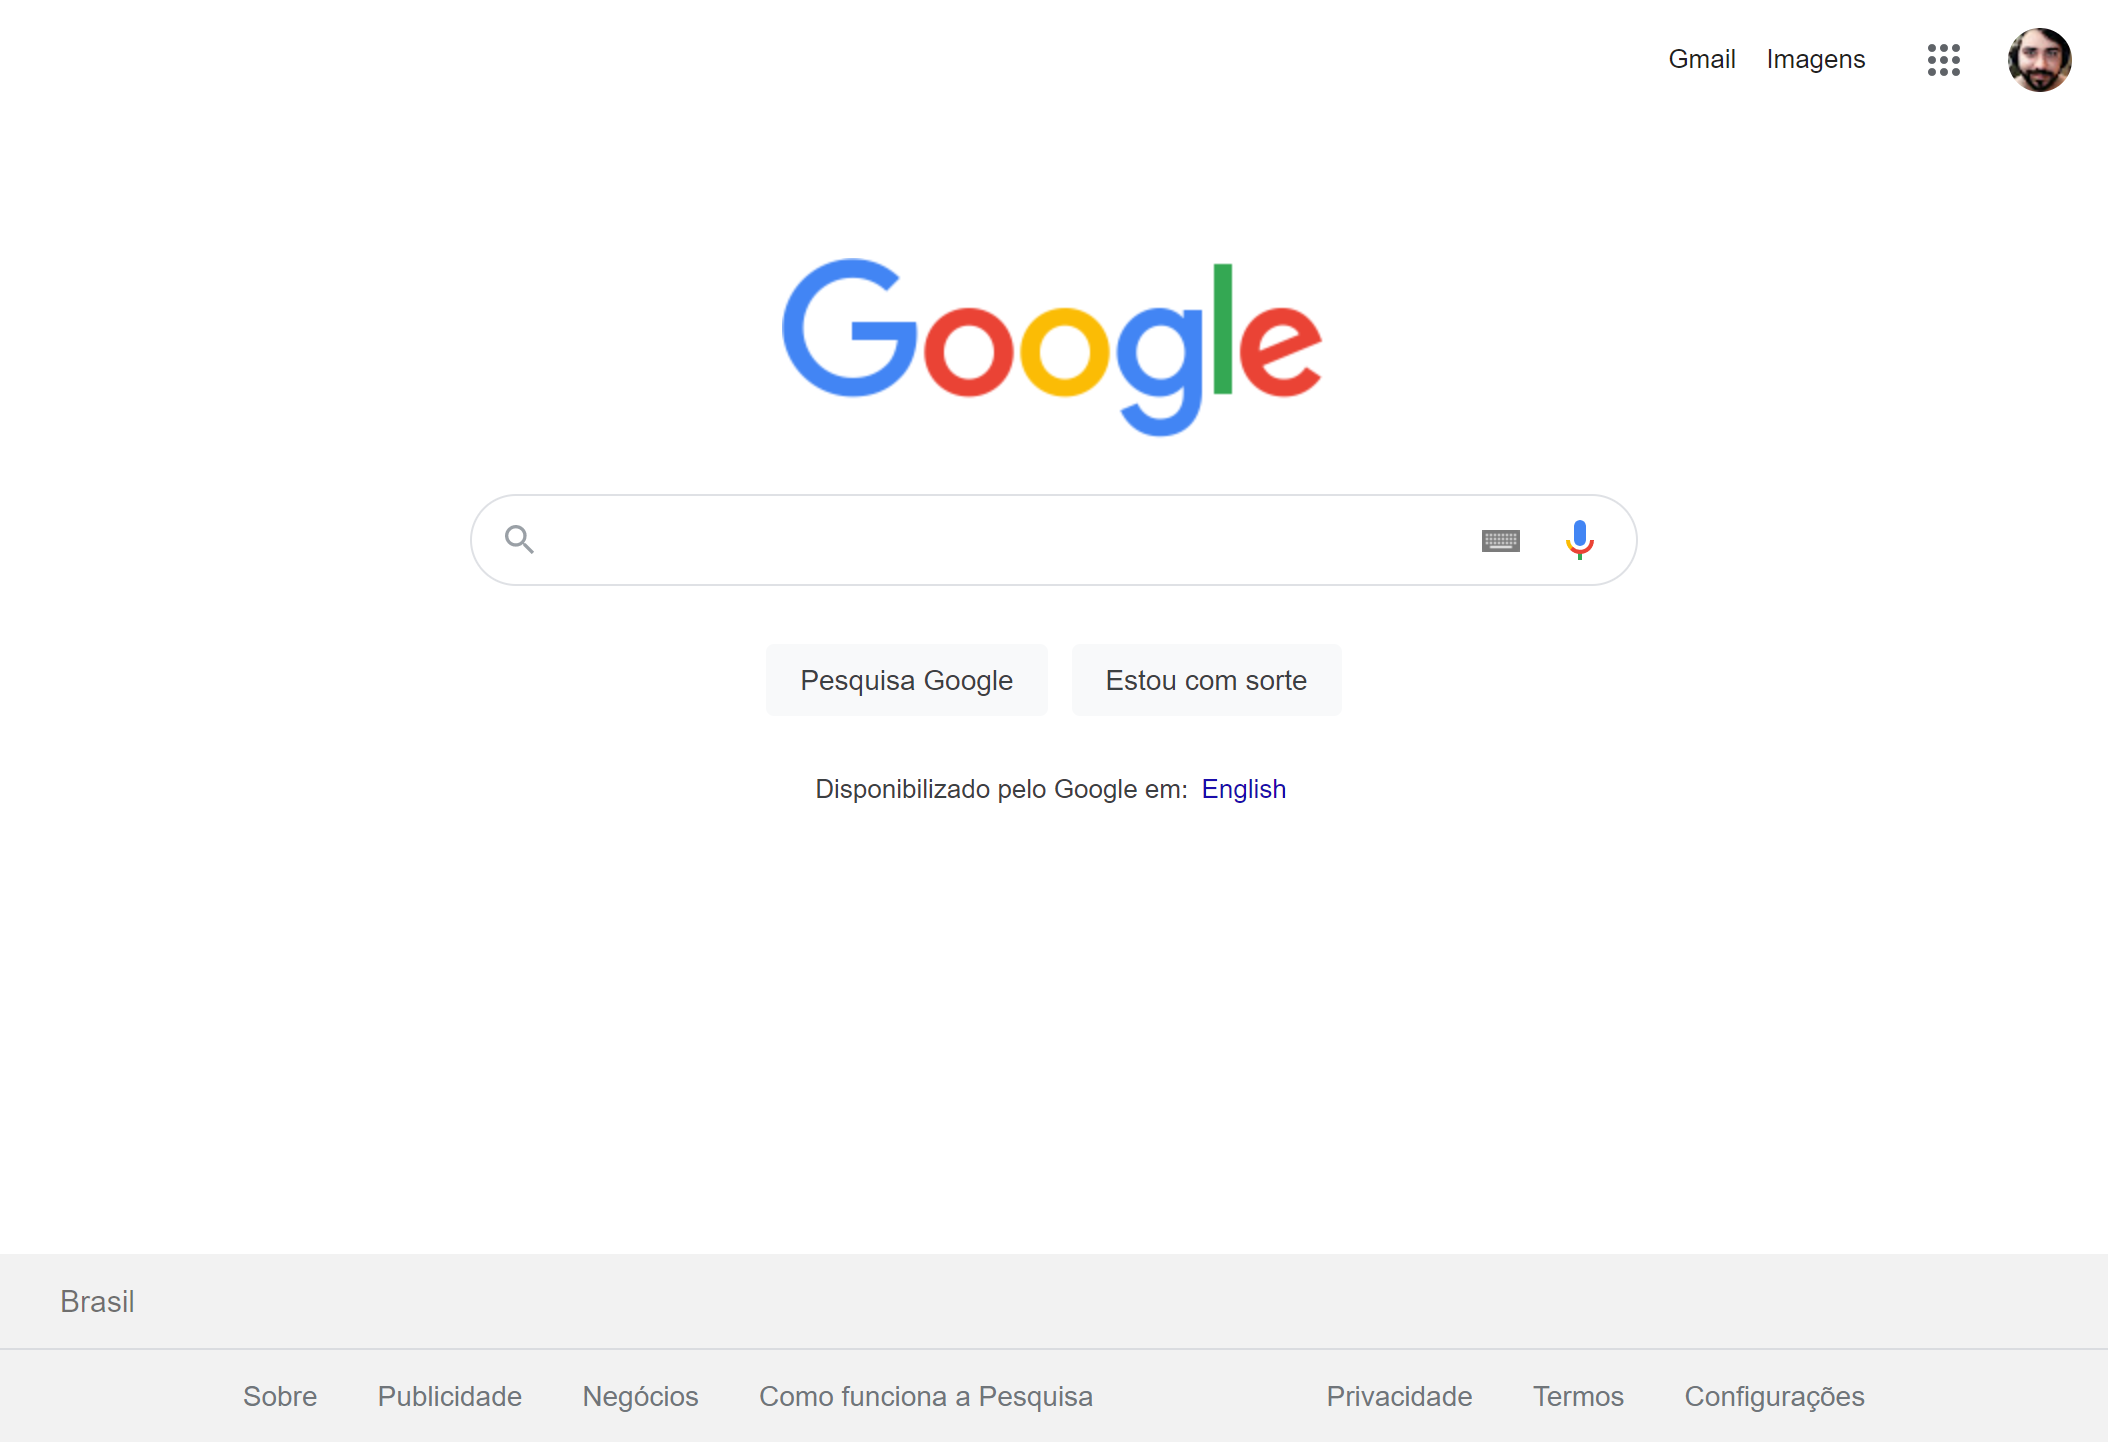 Gmail Imagens
Google
Pesquisa Google Estou com sorte
Disponibilizado pelo Google em: English
Brasil
Sobre Publicidade Negócios Como funciona a Pesquisa Privacidade Termos Configurações